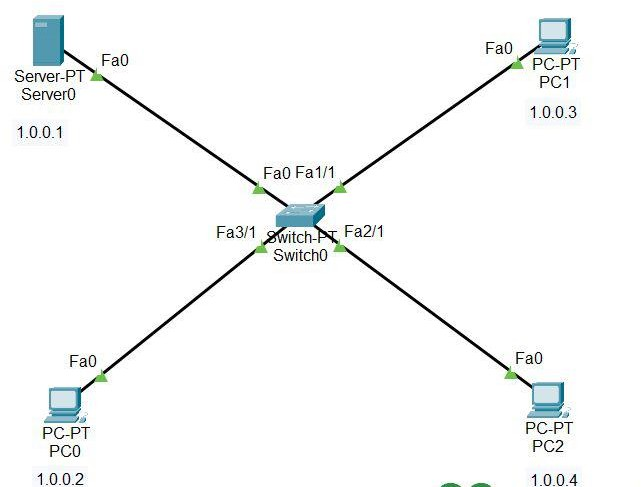 Fa0
Server-PT
Server0
1.0.0.1
Fa0
PC-PT
PC1
1.0.0.3
Fa0 Fa1/1
Fa3/1
Switch-PT
Fa2/1
Switch0
Fa0
PC-PT
PC0
1.0.0.2
Fa0
PC-PT
PC2
1.0.0.4